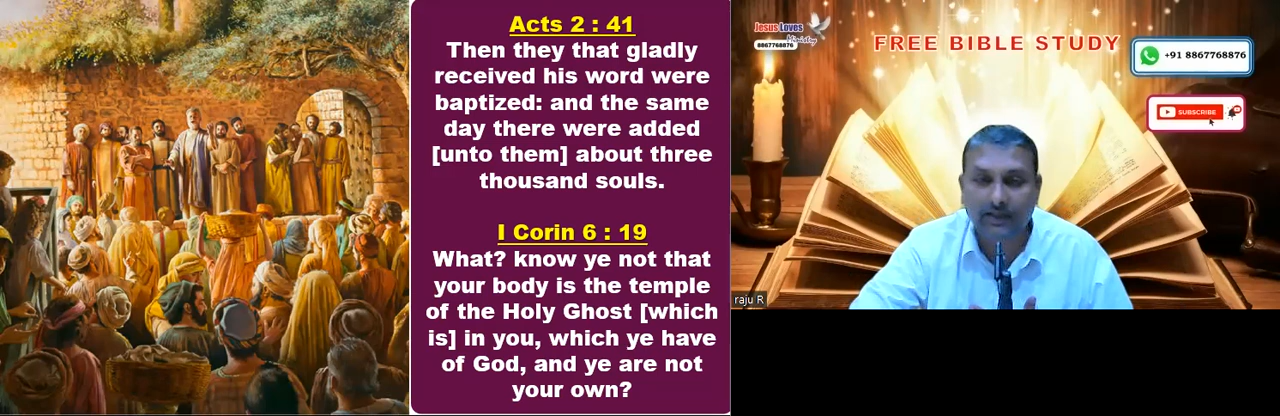 Acts 2 : 41
Then they that gladly
received his word were
baptized: and the same
day there were added
[unto them] about three
thousand souls.
I Corin 6 : 19
What? know ye not that
your body is the temple
of the Holy Ghost [which
is] in you, which ye have
of God, and ye are not
your own?
Jesus Loves
Ministry
8867768876
FREE BIBLE STUDY
+91 8867768876
SUBSCRIBE
raju R